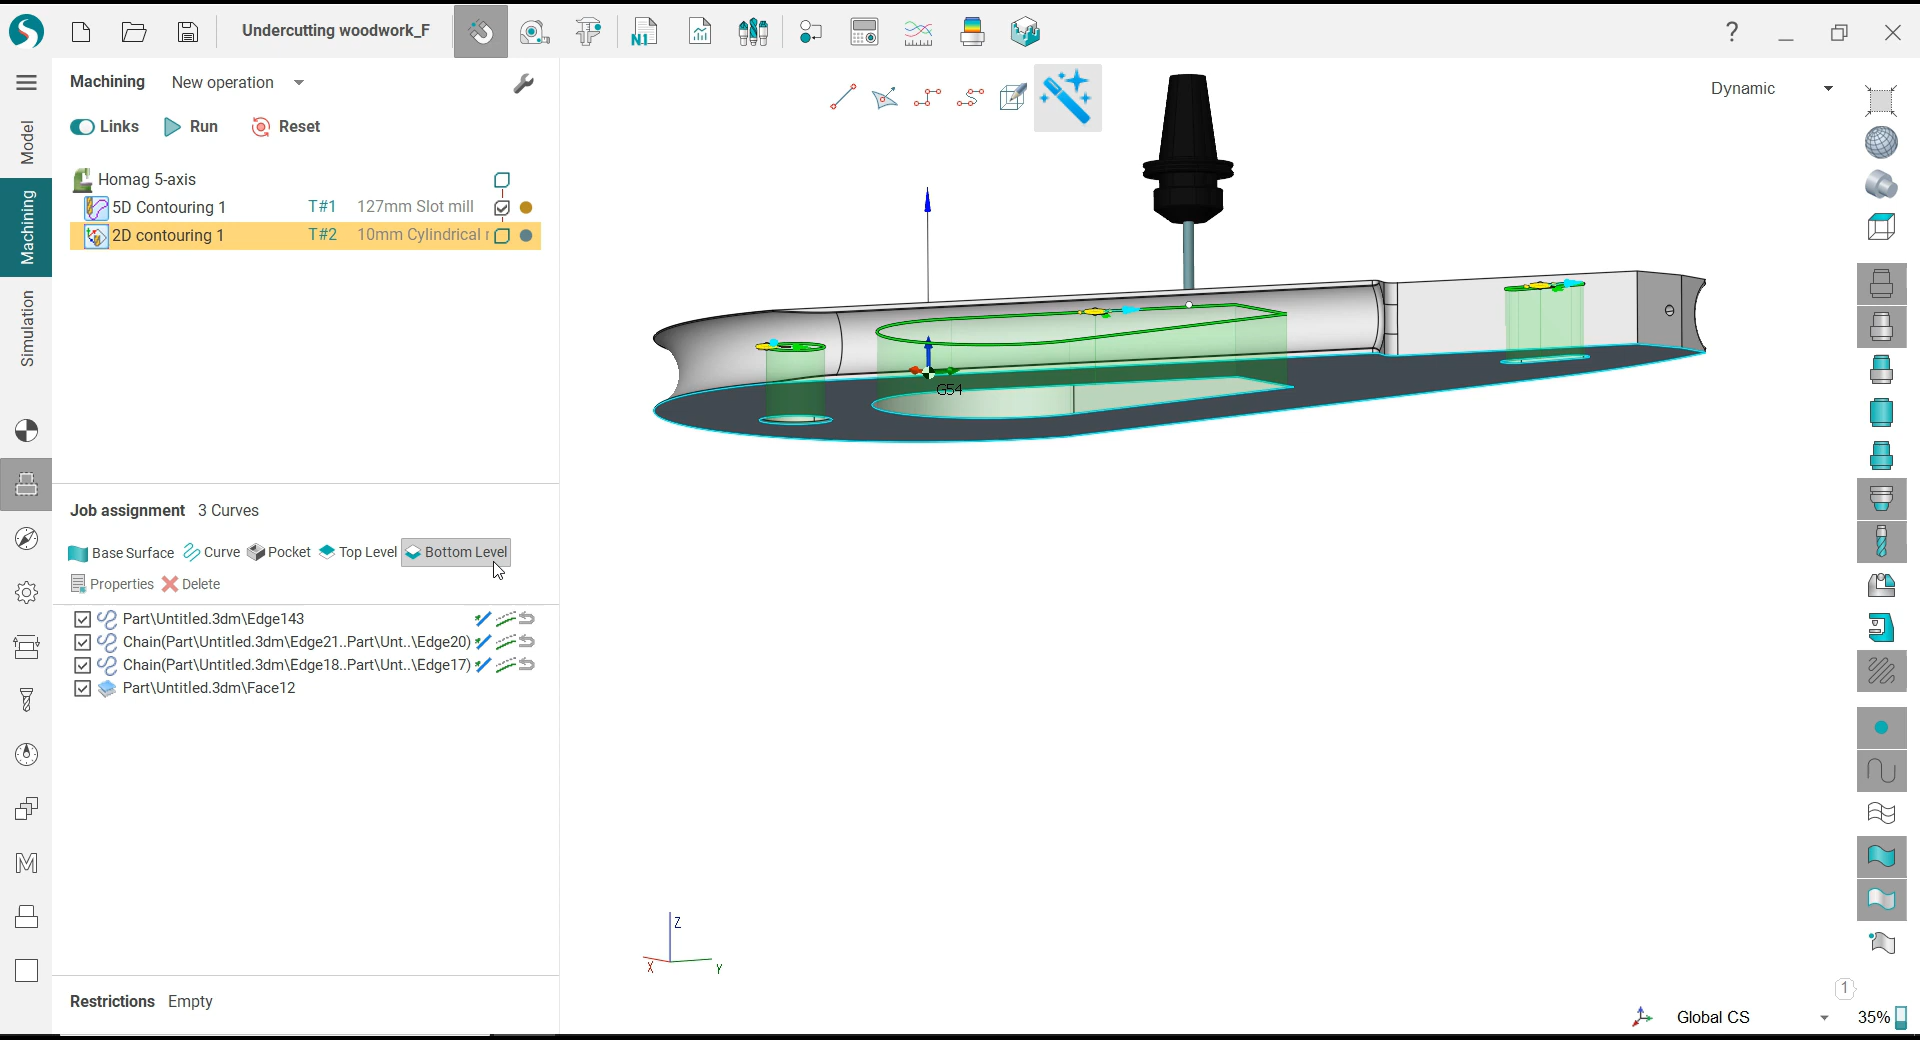 Undercutting woodwork_F
N1
?
Machining New operation
Dynamic
Links Run Reset
Model
Machining
Simulation
Homag 5-axis
5D Contouring 1 T#1 127mm Slot mill
2D contouring 1 T#2 10mm Cylindrical
G54
Job assignment 3 Curves
Base Surface Curve Pocket Top Level Bottom Level
Properties Delete
Part\Untitled.3dm\Edge143
Chain(Part\Untitled.3dm\Edge21..Part\Unt..\Edge20)
Chain(Part\Untitled.3dm\Edge18..Part\Unt..\Edge17)
Part\Untitled.3dm\Face12
M
Z
X
Y
1
Restrictions Empty
Global CS 35%